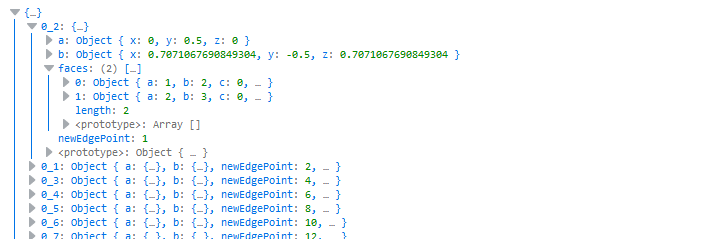 {…}
0_2: {…}
a: Object { x: 0, y: 0.5, z: 0 }
b: Object { x: 0.7071067690849304, y: -0.5, z: 0.7071067690849304 }
faces: (2) […]
0: Object { a: 1, b: 2, c: 0, … }
1: Object { a: 2, b: 3, c: 0, … }
length: 2
<prototype>: Array []
newEdgePoint: 1
<prototype>: Object { … }
0_1: Object { a: {…}, b: {…}, newEdgePoint: 2, … }
0_3: Object { a: {…}, b: {…}, newEdgePoint: 4, … }
0_4: Object { a: {…}, b: {…}, newEdgePoint: 6, … }
0_5: Object { a: {…}, b: {…}, newEdgePoint: 8, … }
0_6: Object { a: {…}, b: {…}, newEdgePoint: 10, … }
0_7: Object { a: {…}, b: {…}, newEdgePoint: 12, … }